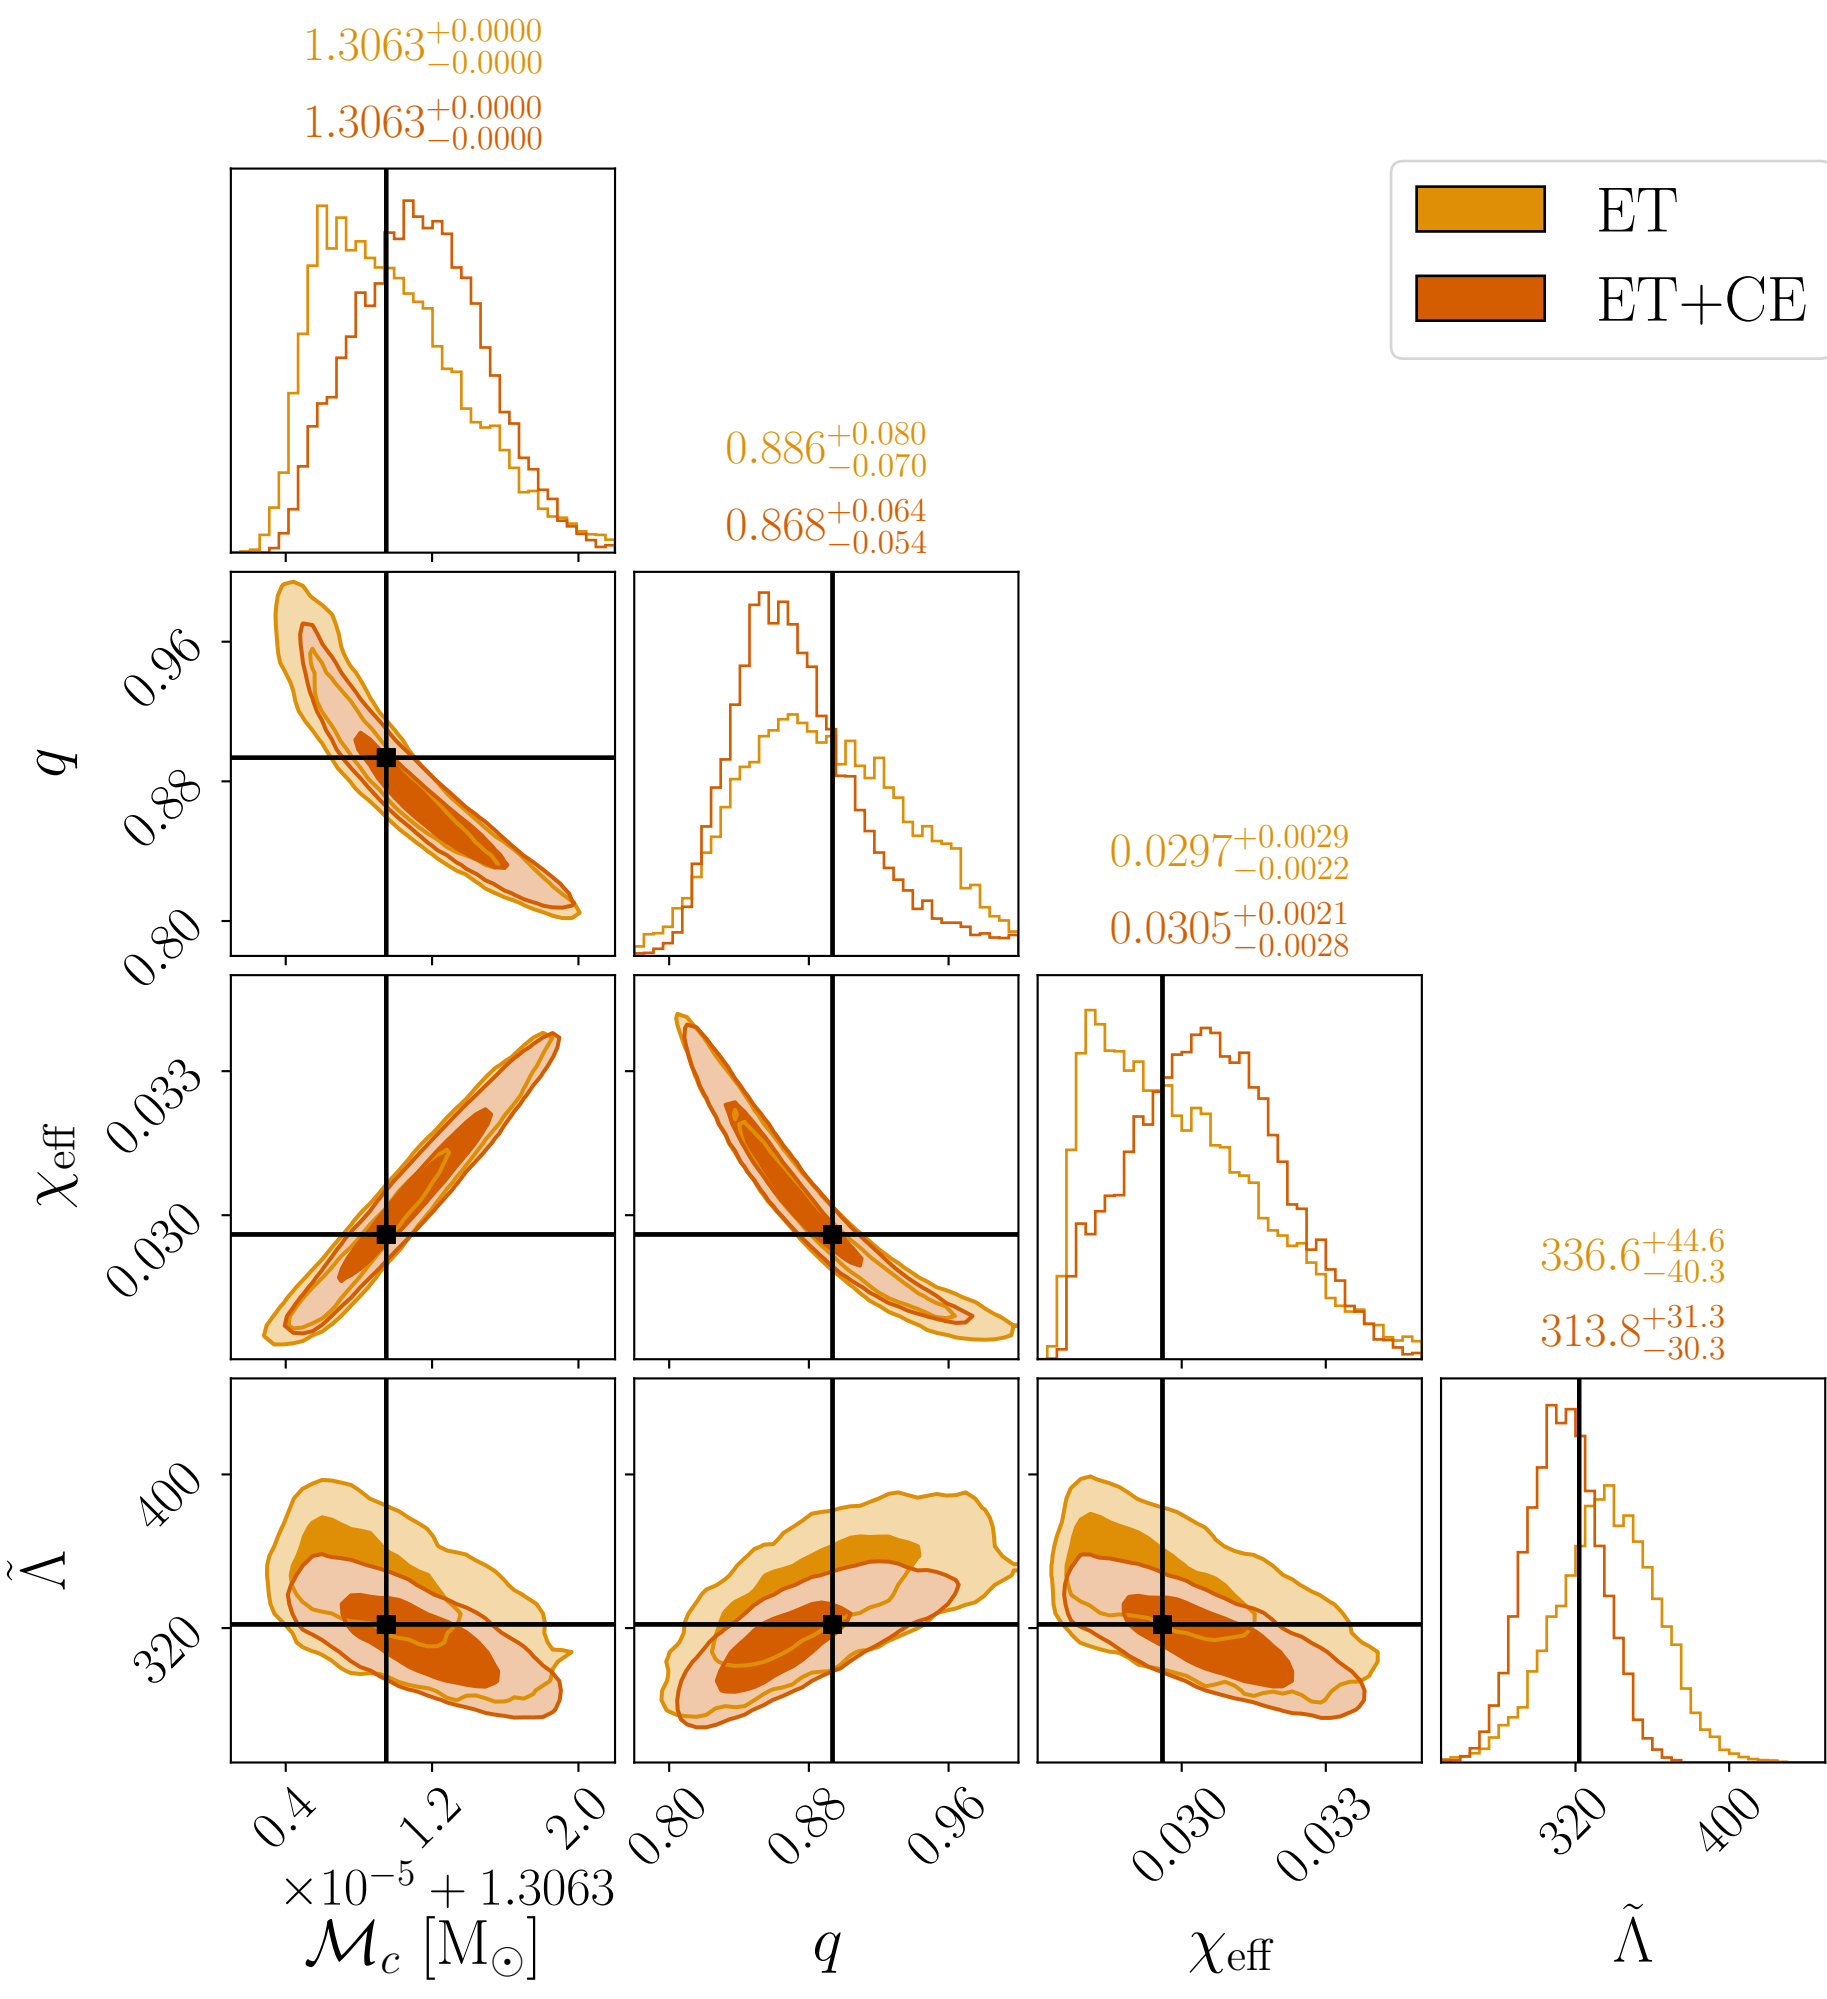 1.3063+0.0000−0.0000
1.3063+0.0000−0.0000
ET
ET+CE
0.886+0.080−0.070
0.868+0.064−0.054
0.0297+0.0029−0.0022
0.0305+0.0021−0.0028
336.6+44.6−40.3
313.8+31.3−30.3
q
0.96
0.88
0.80
χeff
0.033
0.030
Λ̃
400
320
0.4 1.2 2.0
0.80 0.88 0.96
0.030 0.033
320 400
×10−5 + 1.3063
ℳc [M⊙]
q
χeff
Λ̃